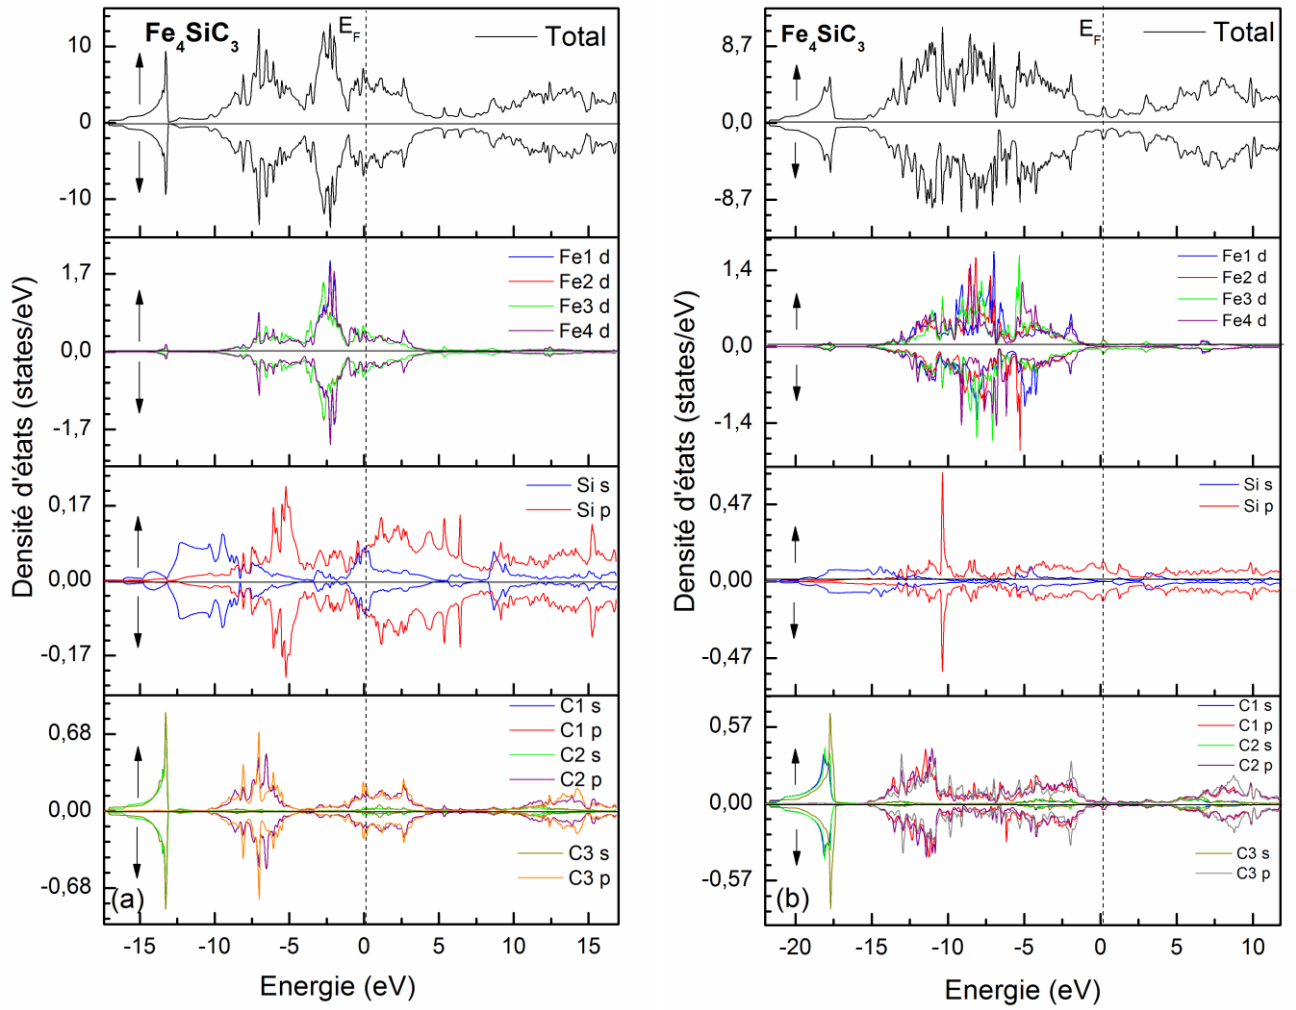 Fe₄SiC₃
E_F
Total
10
0
-10
Fe1 d
Fe2 d
Fe3 d
Fe4 d
1,7
0,0
-1,7
Si s
Si p
0,17
0,00
-0,17
C1 s
C1 p
C2 s
C2 p
C3 s
C3 p
0,68
0,00
-0,68
(a)
-15 -10 -5 0 5 10 15
Energie (eV)
Densité d'états (states/eV)
Fe₄SiC₃
E_F
Total
8,7
0,0
-8,7
Fe1 d
Fe2 d
Fe3 d
Fe4 d
1,4
0,0
-1,4
Si s
Si p
0,47
0,00
-0,47
C1 s
C1 p
C2 s
C2 p
C3 s
C3 p
0,57
0,00
-0,57
(b)
-20 -15 -10 -5 0 5 10
Energie (eV)
Densité d'états (states/eV)